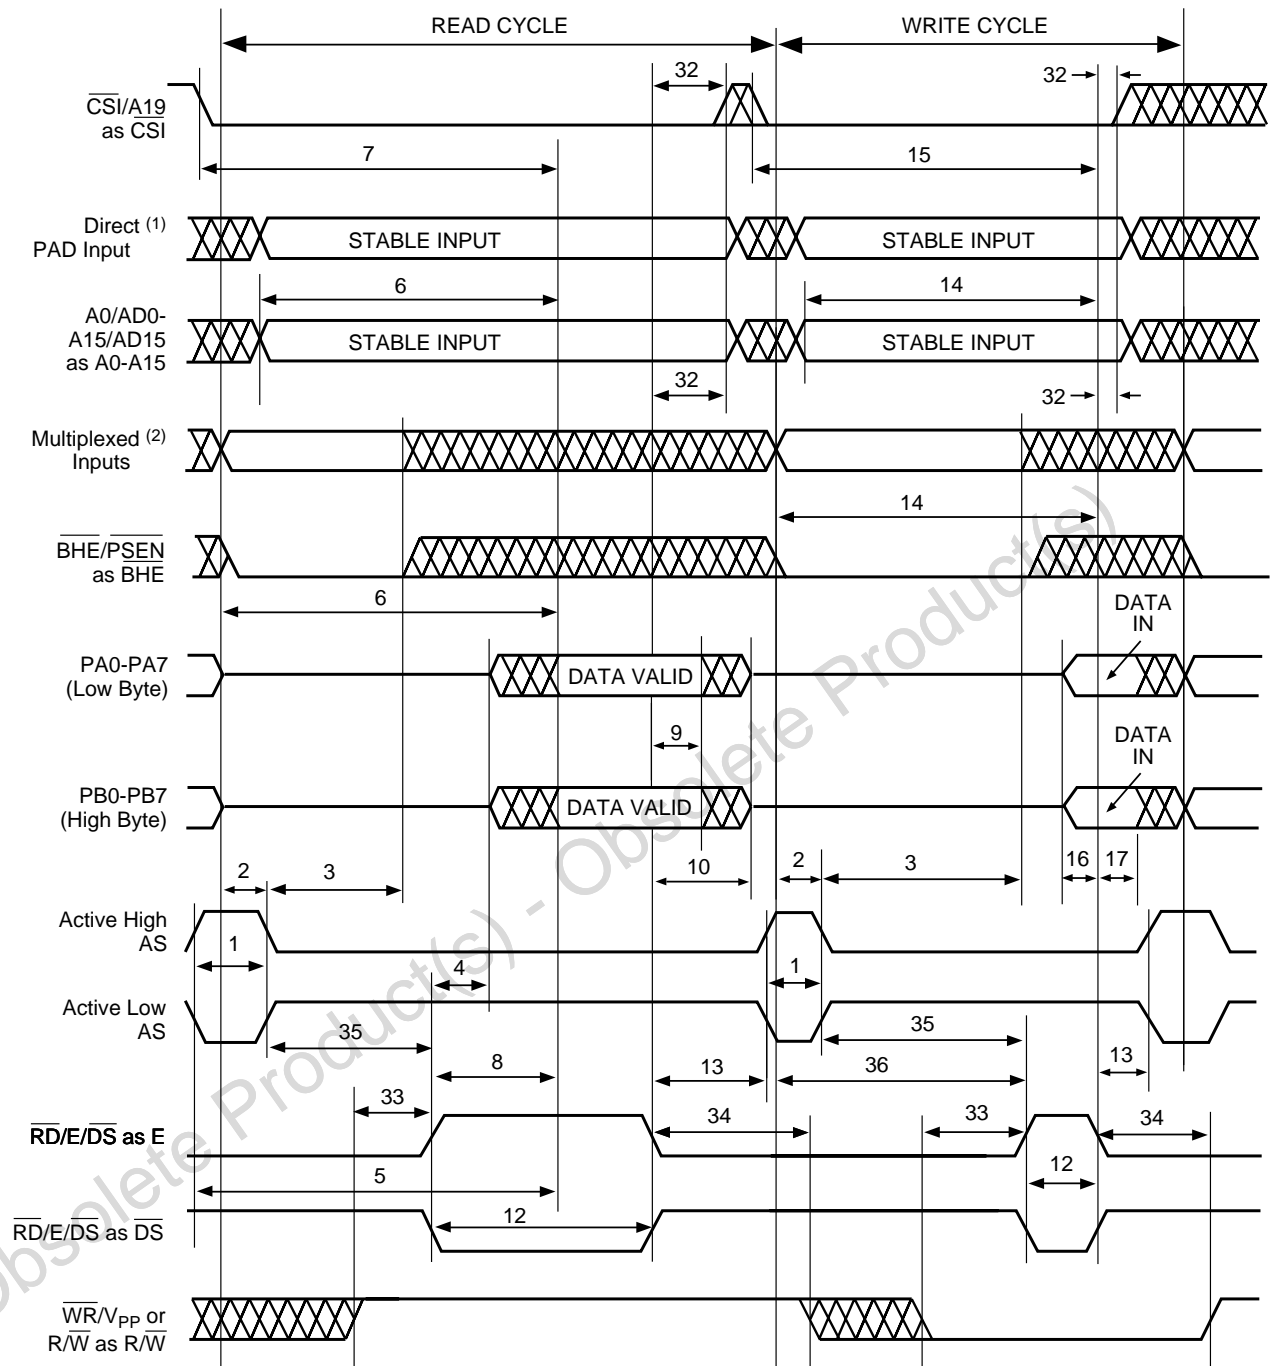 READ CYCLE
WRITE CYCLE
32
32
CSI/A19
as CSI
7
15
Direct (1)
PAD Input
STABLE INPUT
STABLE INPUT
6
14
A0/AD0-
A15/AD15
as A0-A15
STABLE INPUT
STABLE INPUT
32
32
Multiplexed (2)
Inputs
14
BHE/PSEN
as BHE
6
DATA
IN
PA0-PA7
(Low Byte)
DATA VALID
9
DATA
IN
PB0-PB7
(High Byte)
DATA VALID
2
3
10
2
3
16
17
Active High
AS
1
4
1
Active Low
AS
35
35
8
13
36
13
33
34
33
34
RD/E/DS as E
5
12
12
RD/E/DS as DS
WR/VPP or
R/W as R/W
Obsolete Product(s) - Obsolete Product(s)